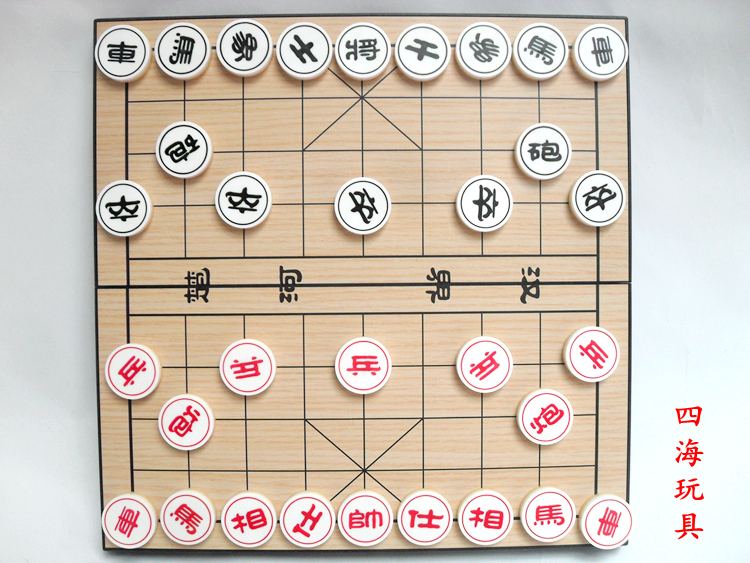 車 馬 象 士 將 士 象 馬 車
砲 砲
卒 卒 卒 卒 卒
楚 河 界 汉
兵 兵 兵 兵 兵
炮 炮
車 馬 相 仕 帥 仕 相 馬 車
四海玩具